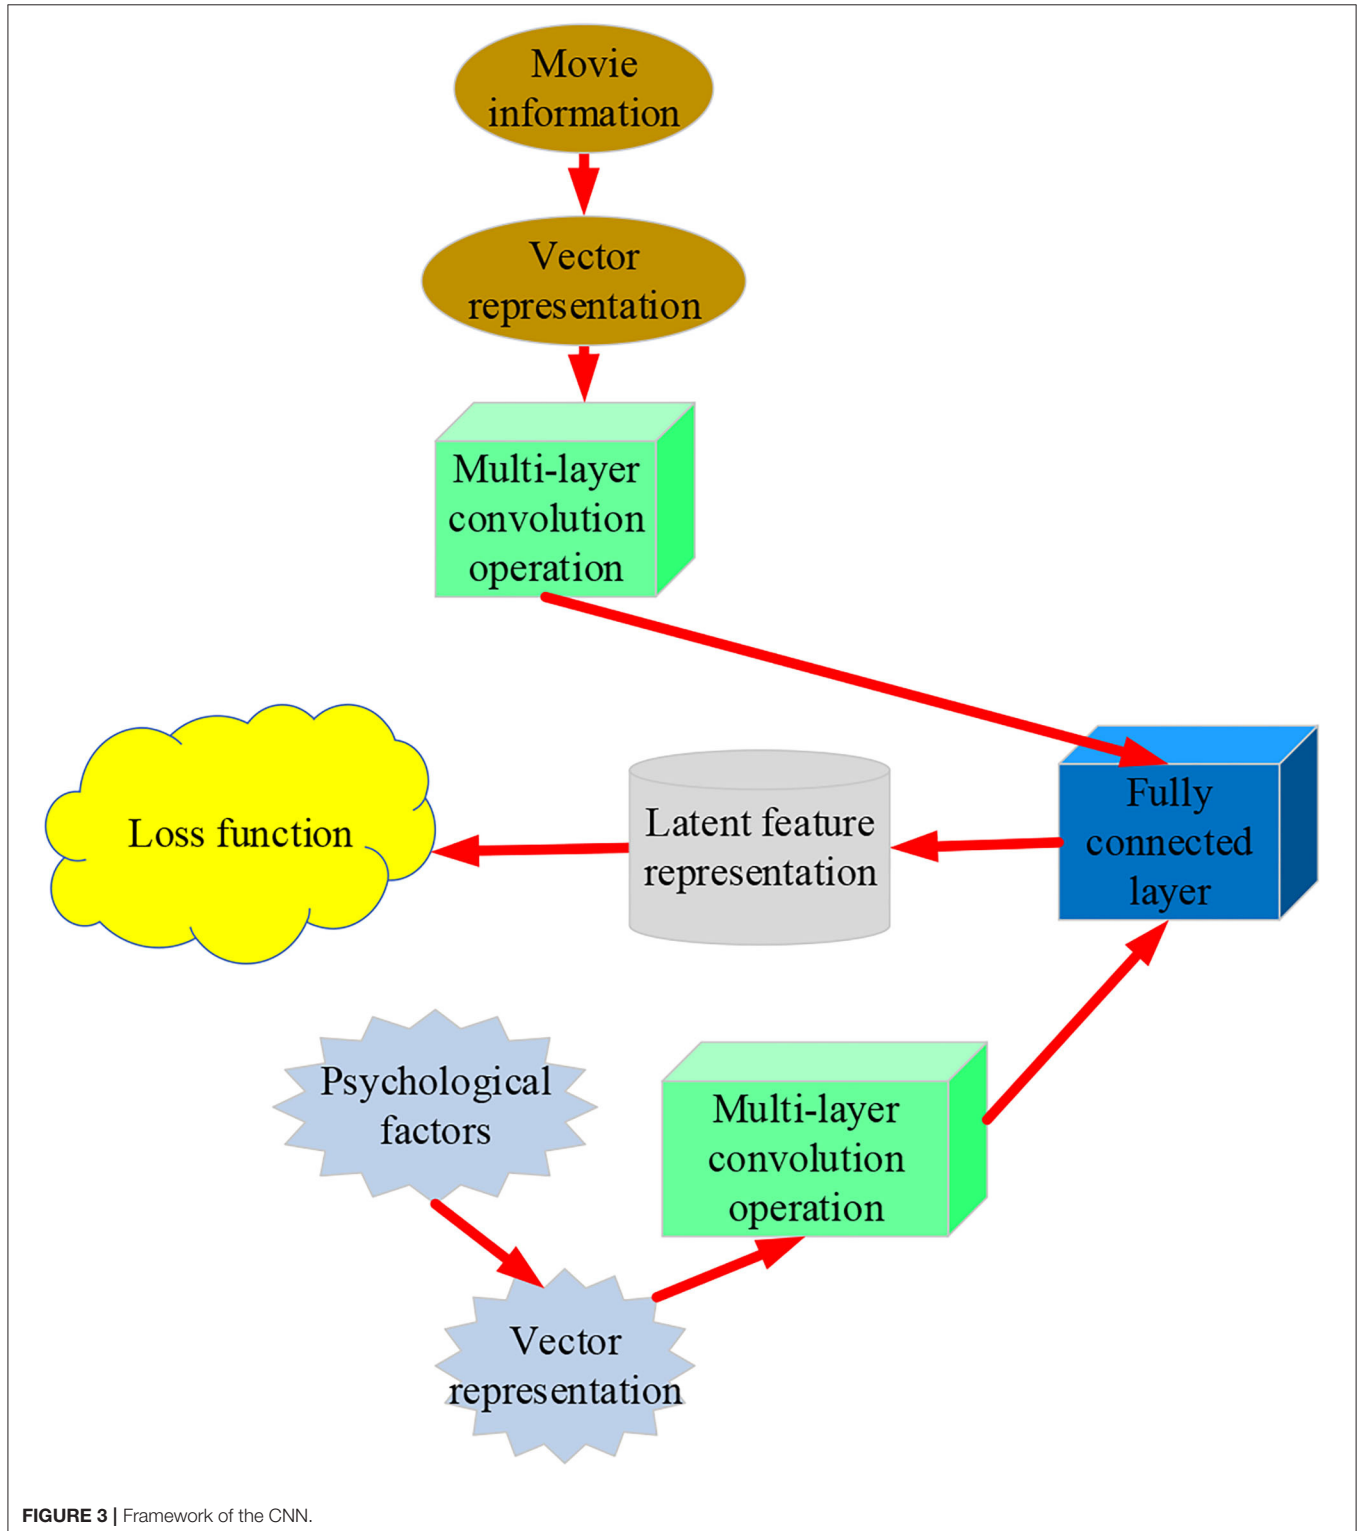 Movie
information
Vector
representation
Multi-layer
convolution
operation
Fully
connected
layer
Latent feature
representation
Loss function
Psychological
factors
Multi-layer
convolution
operation
Vector
representation
FIGURE 3 | Framework of the CNN.